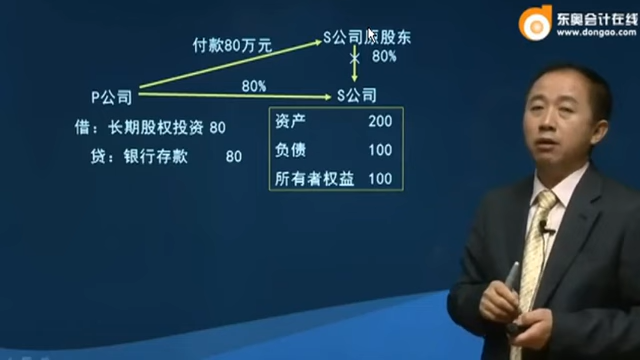 东奥会计在线
www.dongao.com
S公司原股东
付款80万元
80%
80%
P公司
S公司
借：长期股权投资 80
贷：银行存款 80
资产 200
负债 100
所有者权益 100